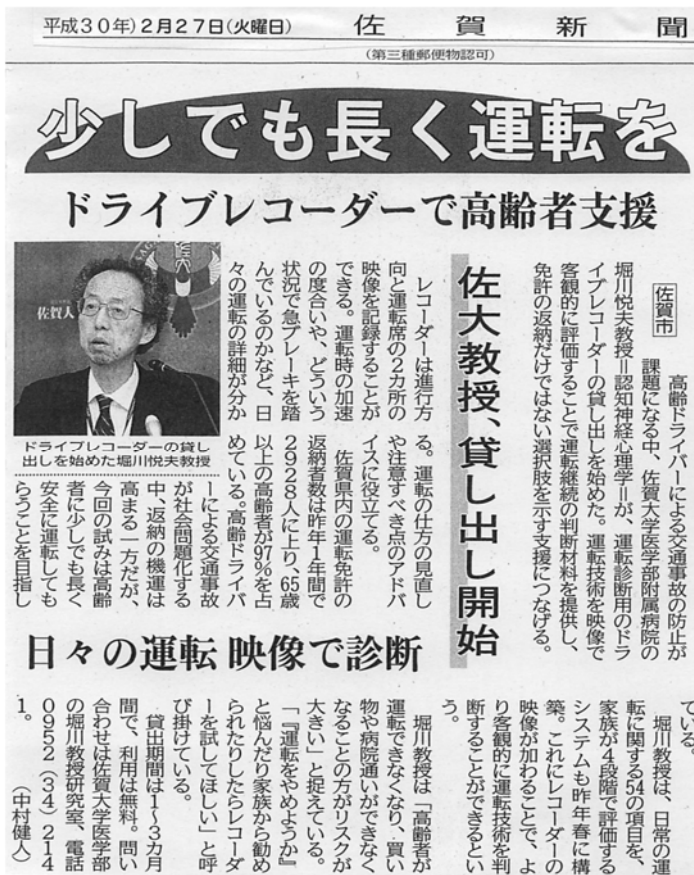 平成30年)2月27日(火曜日)
佐賀新聞
(第三種郵便物認可)
少しでも長く運転を
ドライブレコーダーで高齢者支援
佐賀市
高齢ドライバーによる交通事故の防止が
課題になる中、佐賀大学医学部附属病院の
堀川悦夫教授=認知神経心理学=が、運転診断用のドラ
イブレコーダーの貸し出しを始めた。運転技術を映像で
客観的に評価することで運転継続の判断材料を提供し、
免許の返納だけではない選択肢を示す支援につなげる。
佐大教授、貸し出し開始
レコーダーは進行方
向と運転席の2カ所の
映像を記録することが
できる。運転時の加速
の度合いや、どういう
状況で急ブレーキを踏
んでいるのかなど、日
々の運転の詳細が分か
佐賀大
ドライブレコーダーの貸し
出しを始めた堀川悦夫教授
る。運転の仕方の見直し
や注意すべき点のアドバ
イスに役立てる。
佐賀県内の運転免許の
返納者数は昨年1年間で
2928人に上り、65歳
以上の高齢者が97%を占
めている。高齢ドライバ
ーによる交通事故
が社会問題化する
中、返納の機運は
高まる一方だが、
今回の試みは高齢
者に少しでも長く
安全に運転しても
らうことを目指し
日々の運転 映像で診断
ている。
堀川教授は、日常の運
転に関する54の項目を、
家族が4段階で評価する
システムも昨年春に構
築。これにレコーダーの
映像が加わることで、よ
り客観的に運転技術を判
断することができるとい
う。
堀川教授は「高齢者が
運転できなくなり、買い
物や病院通いができなく
なることの方がリスクが
大きい」と捉えている。
「『運転をやめようか』
と悩んだり家族から勧め
られたりしたらレコーダ
ーを試してほしい」と呼
び掛けている。
貸出期間は1~3カ月
間で、利用は無料。問い
合わせは佐賀大学医学部
の堀川教授研究室、電話
0952(34)214
1。 (中村健人)